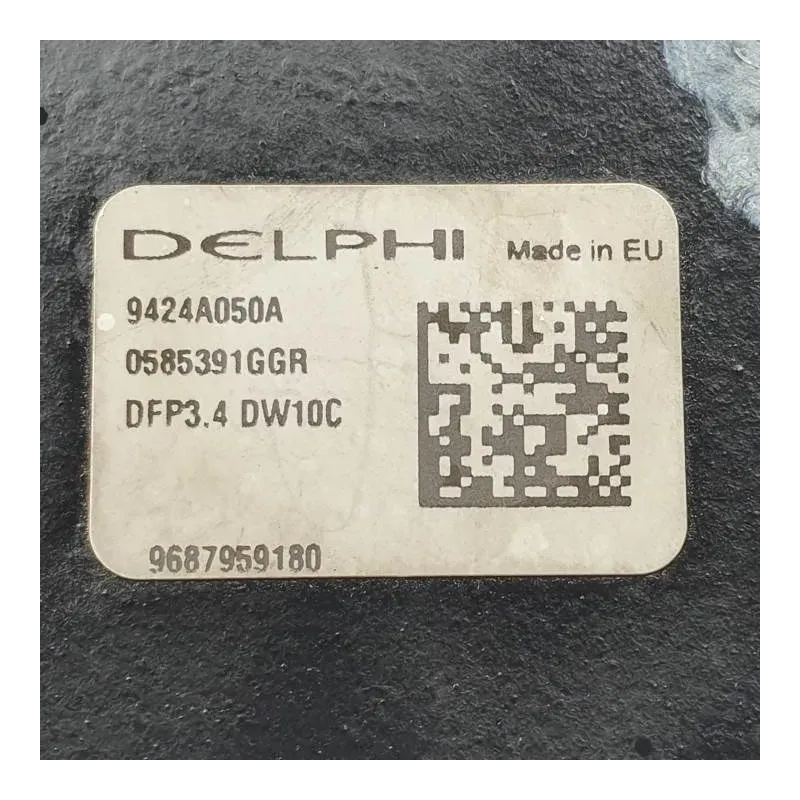 DELPHI Made in EU
9424A050A
0585391GGR
DFP3.4 DW10C
9687959180